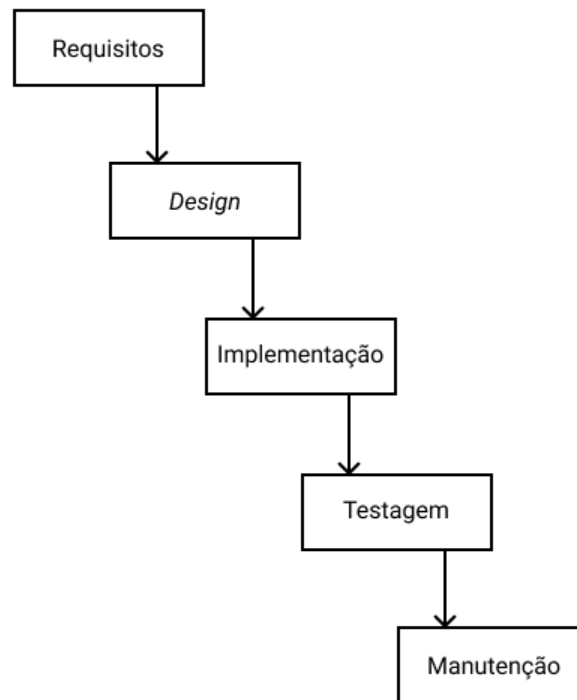 Requisitos
Design
Implementação
Testagem
Manutenção